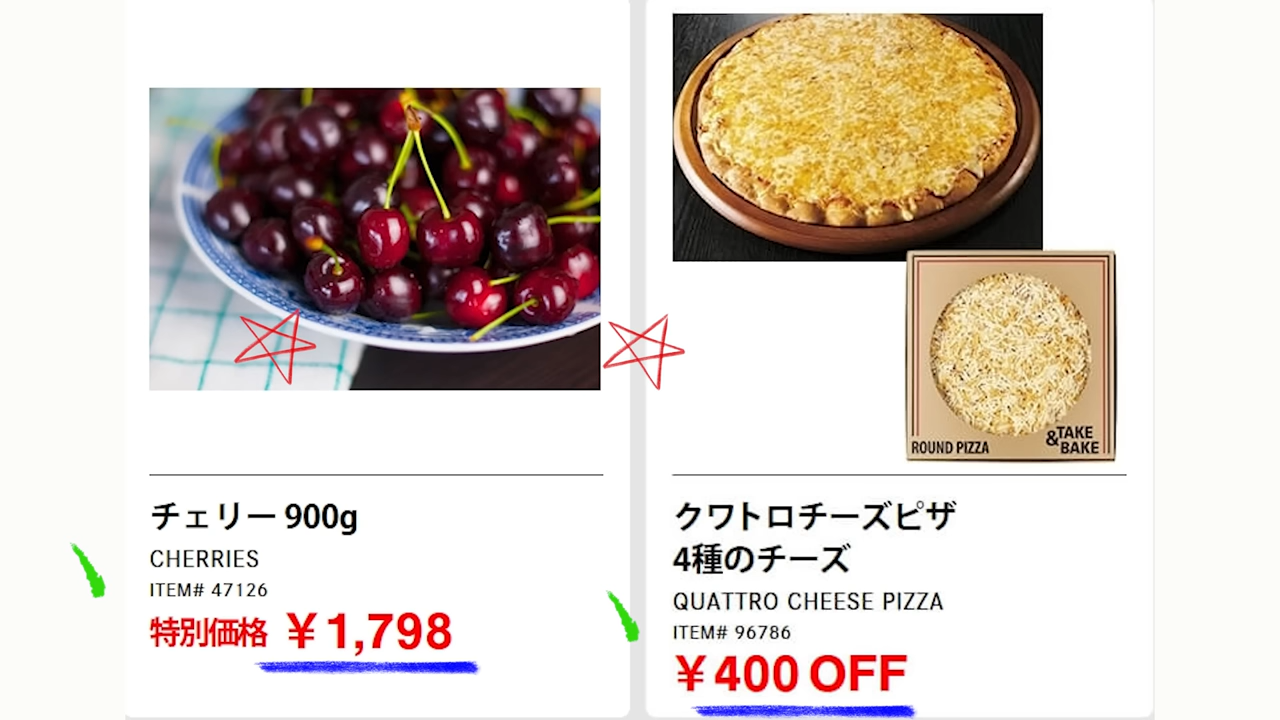 チェリー 900g
CHERRIES
ITEM# 47126
特別価格 ¥1,798
ROUND PIZZA
&TAKE
BAKE
クワトロチーズピザ
4種のチーズ
QUATTRO CHEESE PIZZA
ITEM# 96786
¥400 OFF